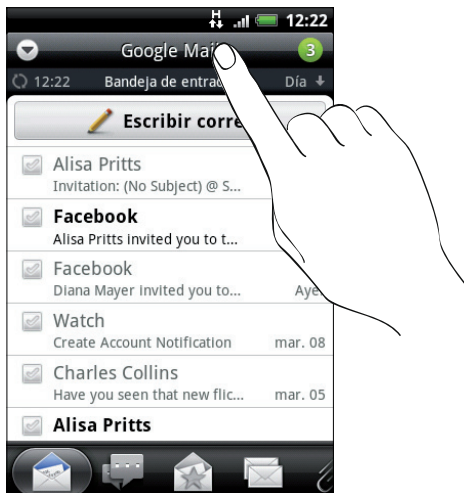 H 12:22
Google Mail 3
12:22 Bandeja de entrada Día
Escribir corre
Alisa Pritts
Invitation: (No Subject) @ S...
Facebook
Alisa Pritts invited you to t...
Facebook
Diana Mayer invited you to... Aye
Watch
Create Account Notification mar. 08
Charles Collins
Have you seen that new flic... mar. 05
Alisa Pritts